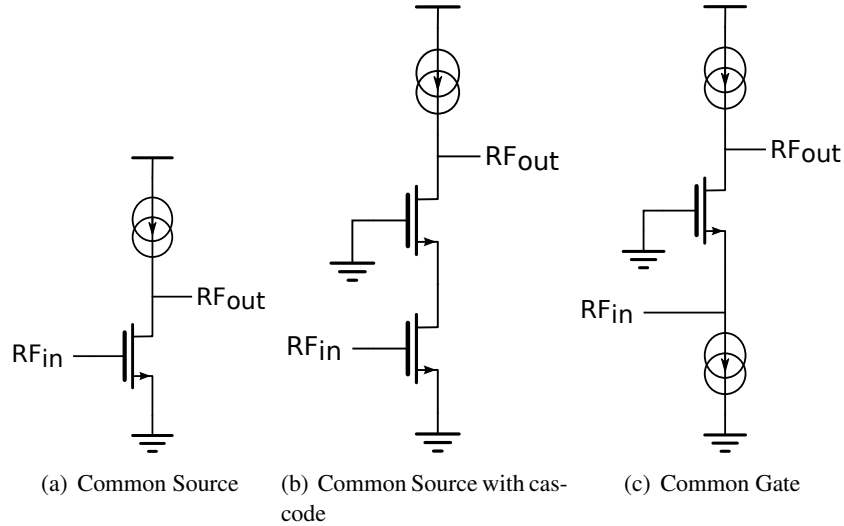 RFout
RFout
RFout
RFin
RFin
RFin
(a) Common Source
(b) Common Source with cas-
code
(c) Common Gate